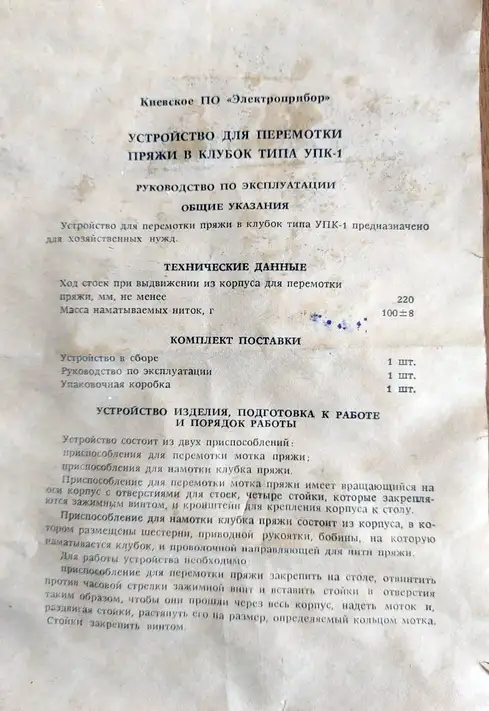 Киевское ПО «Электроприбор»
УСТРОЙСТВО ДЛЯ ПЕРЕМОТКИ
ПРЯЖИ В КЛУБОК ТИПА УПК-1
РУКОВОДСТВО ПО ЭКСПЛУАТАЦИИ
ОБЩИЕ УКАЗАНИЯ
Устройство для перемотки пряжи в клубок типа УПК-1 предназначено
для хозяйственных нужд.
ТЕХНИЧЕСКИЕ ДАННЫЕ
Ход стоек при выдвижении из корпуса для перемотки
пряжи, мм, не менее 220
Масса наматываемых ниток, г 100±8
КОМПЛЕКТ ПОСТАВКИ
Устройство в сборе 1 шт.
Руководство по эксплуатации 1 шт.
Упаковочная коробка 1 шт.
УСТРОЙСТВО ИЗДЕЛИЯ, ПОДГОТОВКА К РАБОТЕ
И ПОРЯДОК РАБОТЫ
Устройство состоит из двух приспособлений:
приспособления для перемотки мотка пряжи;
приспособления для намотки клубка пряжи.
Приспособление для перемотки мотка пряжи имеет вращающийся на
оси корпус с отверстиями для стоек, четыре стойки, которые закрепля-
ются зажимным винтом, и кронштейн для крепления корпуса к столу.
Приспособление для намотки клубка пряжи состоит из корпуса, в ко-
тором размещены шестерни, приводной рукоятки, бобины, на которую
наматывается клубок, и проволочной направляющей для нити пряжи.
Для работы устройства необходимо
приспособление для перемотки пряжи закрепить на столе, отвинтить
против часовой стрелки зажимной винт и вставить стойки в отверстия
таким образом, чтобы они прошли через весь корпус, надеть моток и,
раздвигая стойки, растянуть его на размер, определяемый кольцом мотка.
Стойки закрепить винтом.